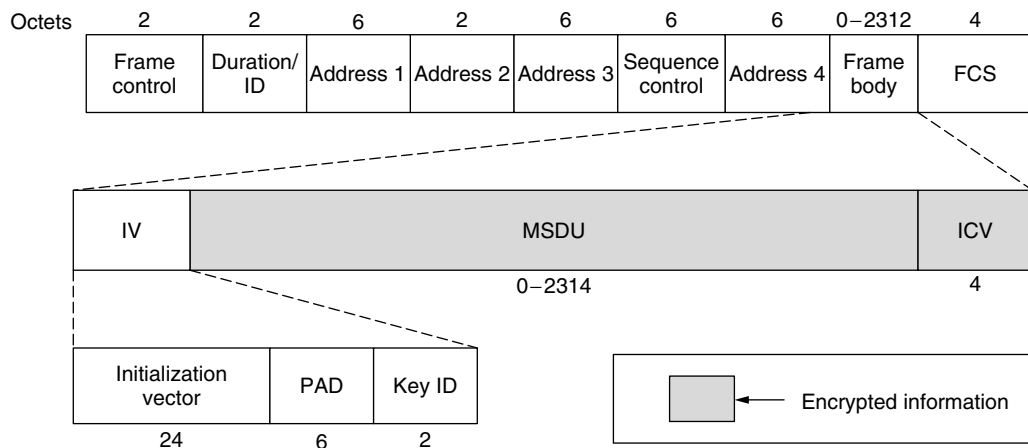 Octets 2 2 6 2 6 6 6 0–2312 4
Frame control
Duration/ ID
Address 1
Address 2
Address 3
Sequence control
Address 4
Frame body
FCS
IV
MSDU
ICV
0–2314
4
Initialization vector
PAD
Key ID
24
6
2
Encrypted information